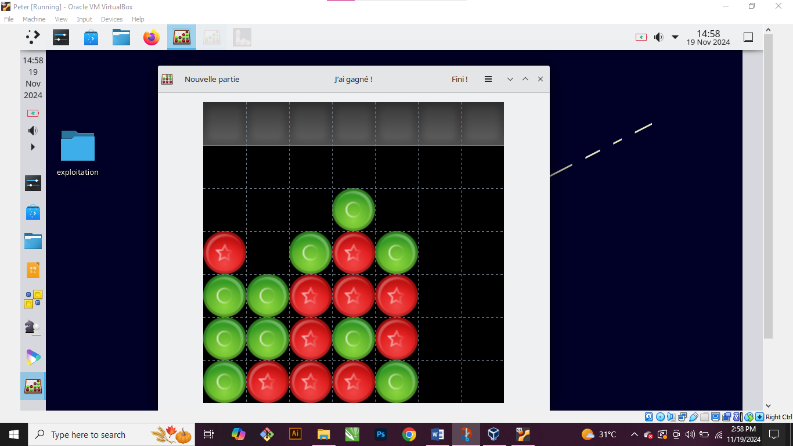 Peter [Running] - Oracle VM VirtualBox
File Machine View Input Devices Help
14:58
19 Nov 2024
14:58
19
Nov
2024
Nouvelle partie
J'ai gagné !
Fini !
exploitation
Right Ctrl
Type here to search
31°C
2:58 PM
11/19/2024